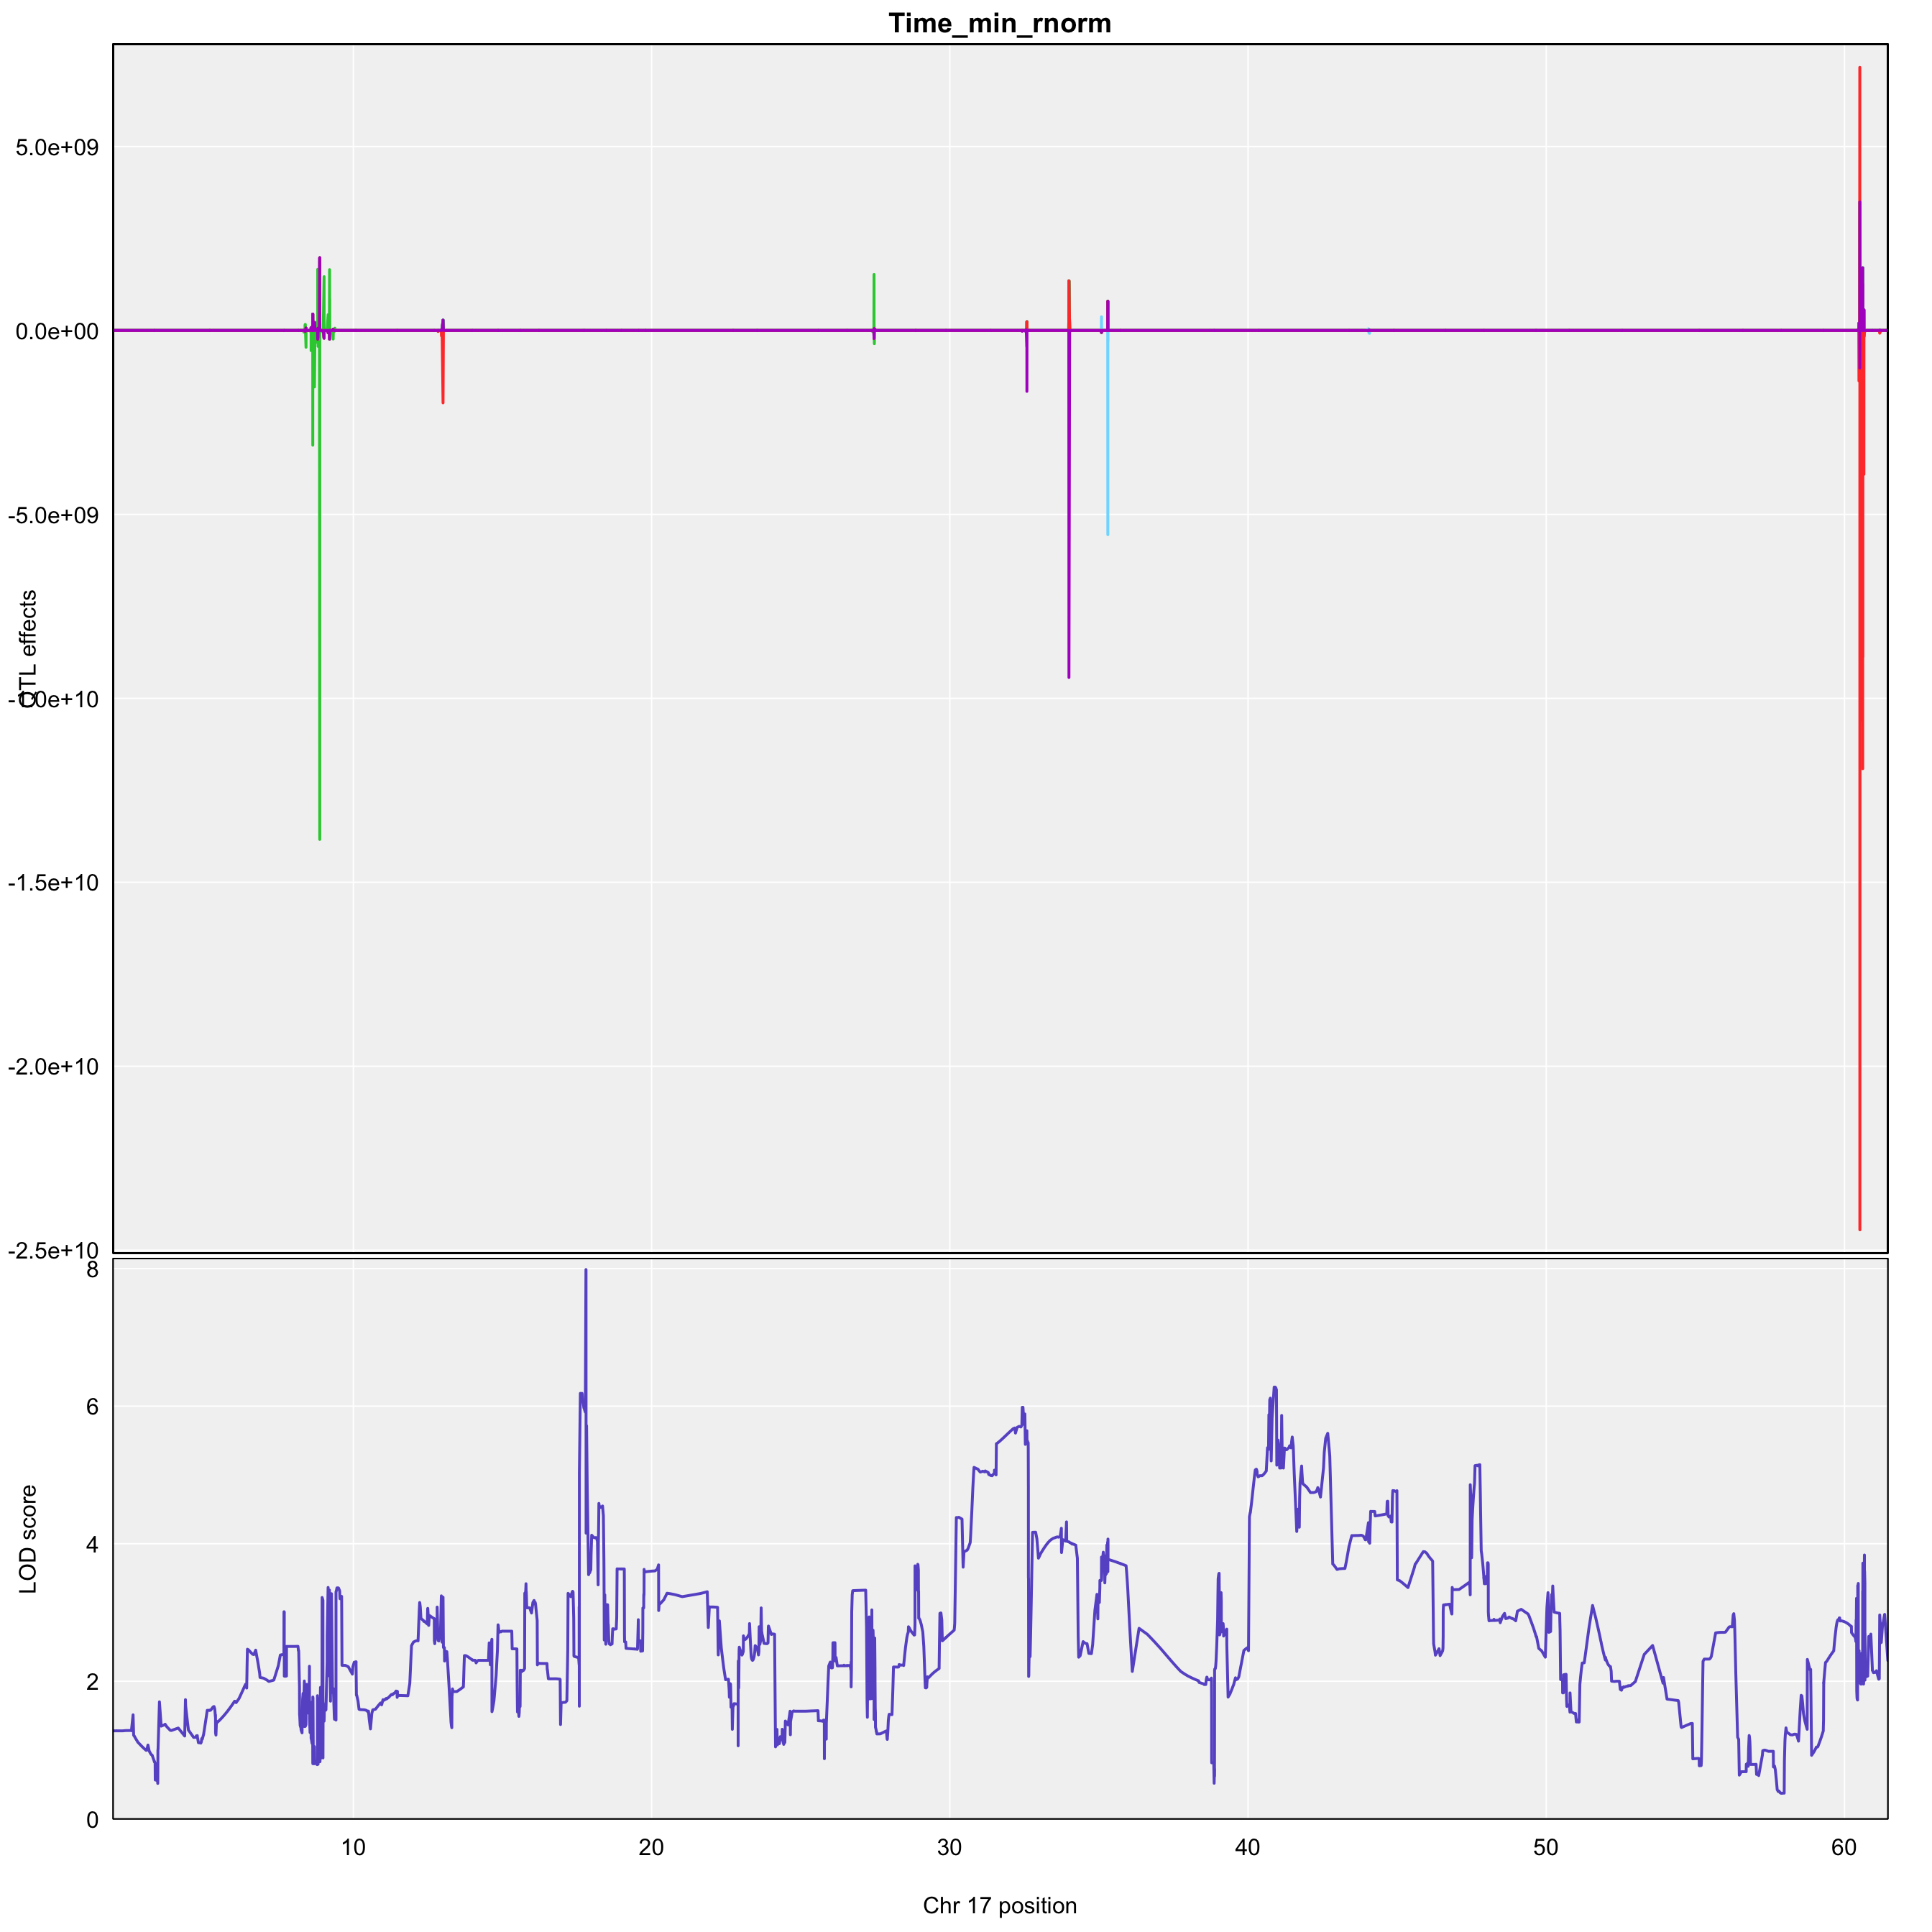 Time_min_rnorm
5.0e+09
0.0e+00
-5.0e+09
QTL effects
-1.0e+10
-1.5e+10
-2.0e+10
-2.5e+10
8
6
LOD score
4
2
0
10 20 30 40 50 60
Chr 17 position